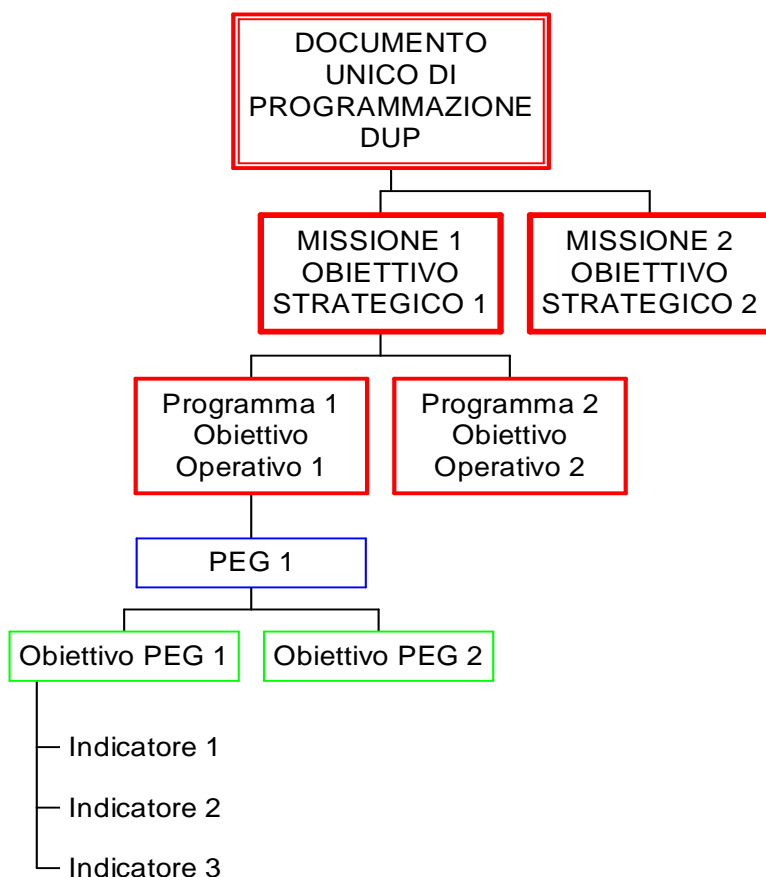 DOCUMENTO
UNICO DI
PROGRAMMAZIONE
DUP
MISSIONE 1
OBIETTIVO
STRATEGICO 1
MISSIONE 2
OBIETTIVO
STRATEGICO 2
Programma 1
Obiettivo
Operativo 1
Programma 2
Obiettivo
Operativo 2
PEG 1
Obiettivo PEG 1
Obiettivo PEG 2
Indicatore 1
Indicatore 2
Indicatore 3